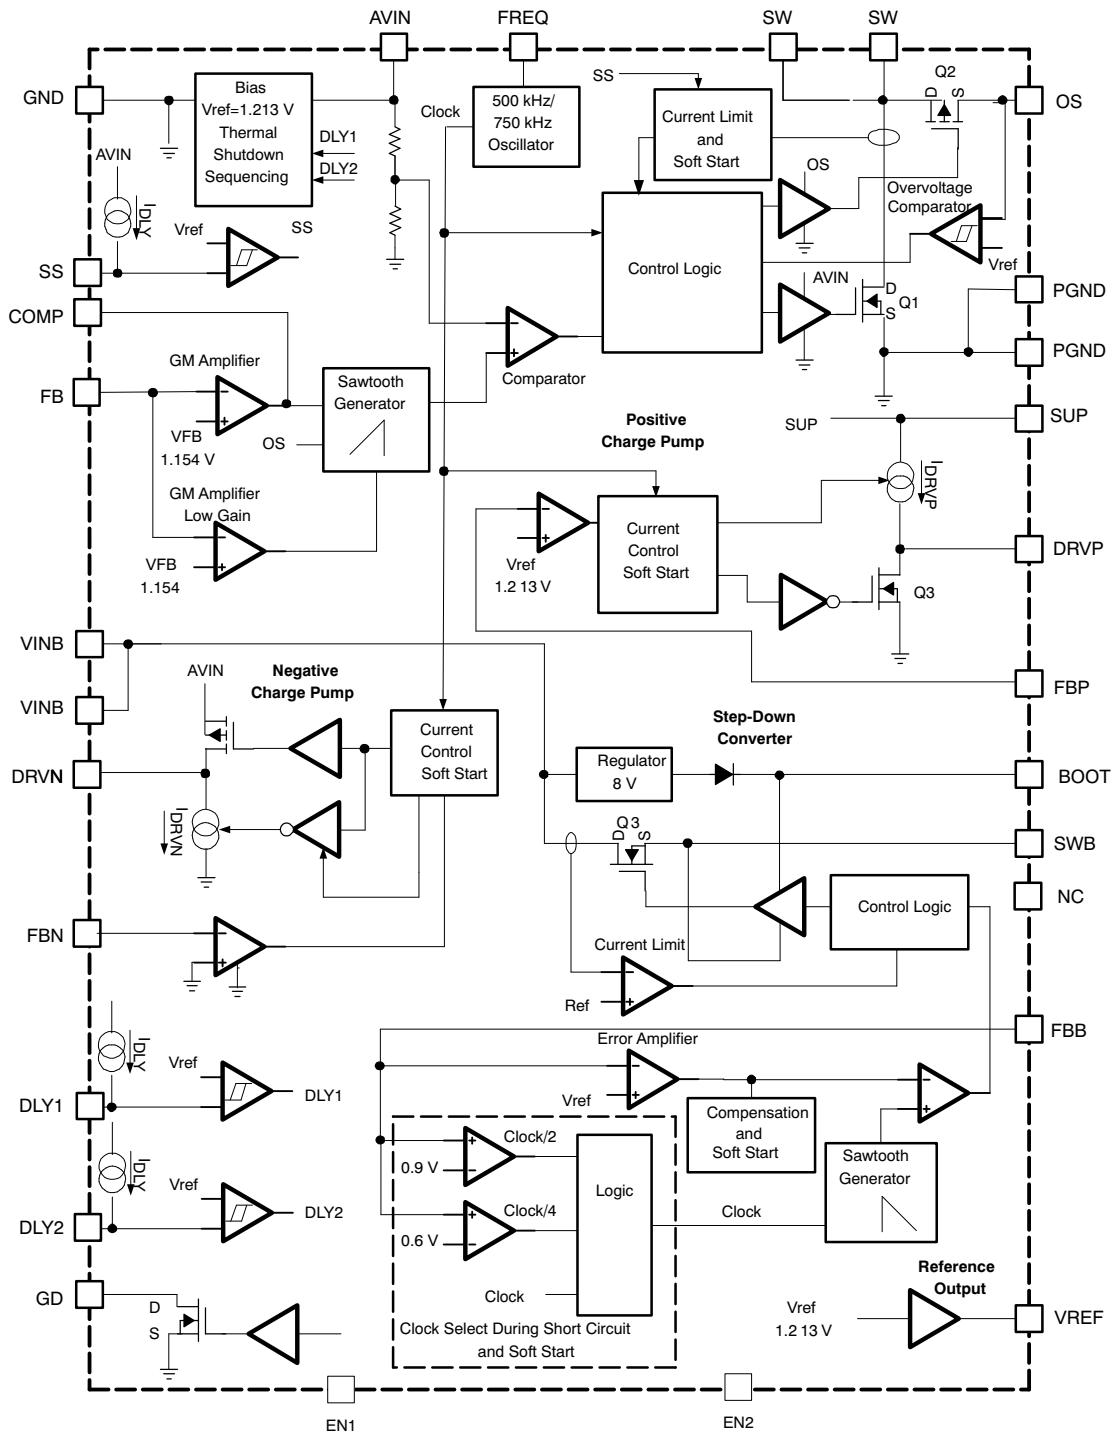 AVIN
FREQ
SW
SW
GND
Bias
Vref=1.213 V
Thermal
Shutdown
Sequencing
DLY1
DLY2
Clock
500 kHz/
750 kHz
Oscillator
SS
Current Limit
and
Soft Start
Q2
D
S
OS
AVIN
IDLY
Vref
SS
SS
OS
Overvoltage
Comparator
Vref
Control Logic
AVIN
D
Q1
S
PGND
COMP
PGND
GM Amplifier
Sawtooth
Generator
Comparator
FB
VFB
1.154 V
OS
Positive
Charge Pump
SUP
SUP
IDRVP
GM Amplifier
Low Gain
VFB
1.154
Vref
1.2 13 V
Current
Control
Soft Start
DRVP
Q3
VINB
AVIN
Negative
Charge Pump
FBP
VINB
Current
Control
Soft Start
Step-Down
Converter
DRVN
Regulator
8 V
BOOT
IDRVN
Q3
D
S
SWB
NC
Control Logic
FBN
Current Limit
Ref
FBB
Error Amplifier
IDLY
Vref
DLY1
DLY1
Vref
Compensation
and
Soft Start
Clock/2
0.9 V
Logic
Sawtooth
Generator
IDLY
Vref
DLY2
DLY2
Clock/4
0.6 V
Clock
GD
D
S
Clock
Clock Select During Short Circuit
and Soft Start
Reference
Output
Vref
1.2 13 V
VREF
EN1
EN2